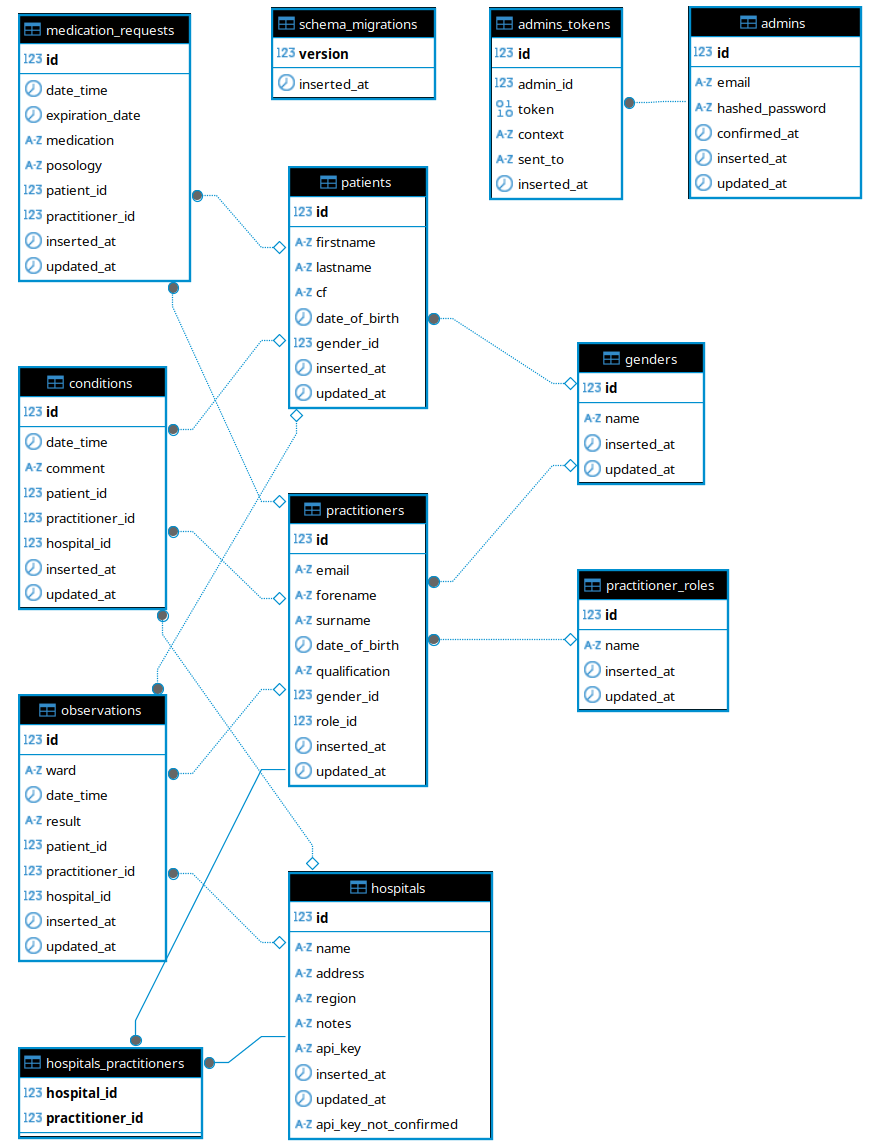 medication_requests
123 id
date_time
expiration_date
A-Z medication
A-Z posology
123 patient_id
123 practitioner_id
inserted_at
updated_at
schema_migrations
123 version
inserted_at
admins_tokens
123 id
123 admin_id
01 10 token
A-Z context
A-Z sent_to
inserted_at
admins
123 id
A-Z email
A-Z hashed_password
confirmed_at
inserted_at
updated_at
patients
123 id
A-Z firstname
A-Z lastname
A-Z cf
date_of_birth
123 gender_id
inserted_at
updated_at
genders
123 id
A-Z name
inserted_at
updated_at
conditions
123 id
date_time
A-Z comment
123 patient_id
123 practitioner_id
123 hospital_id
inserted_at
updated_at
practitioners
123 id
A-Z email
A-Z forename
A-Z surname
date_of_birth
A-Z qualification
123 gender_id
123 role_id
inserted_at
updated_at
practitioner_roles
123 id
A-Z name
inserted_at
updated_at
observations
123 id
A-Z ward
date_time
A-Z result
123 patient_id
123 practitioner_id
123 hospital_id
inserted_at
updated_at
hospitals
123 id
A-Z name
A-Z address
A-Z region
A-Z notes
A-Z api_key
inserted_at
updated_at
A-Z api_key_not_confirmed
hospitals_practitioners
123 hospital_id
123 practitioner_id